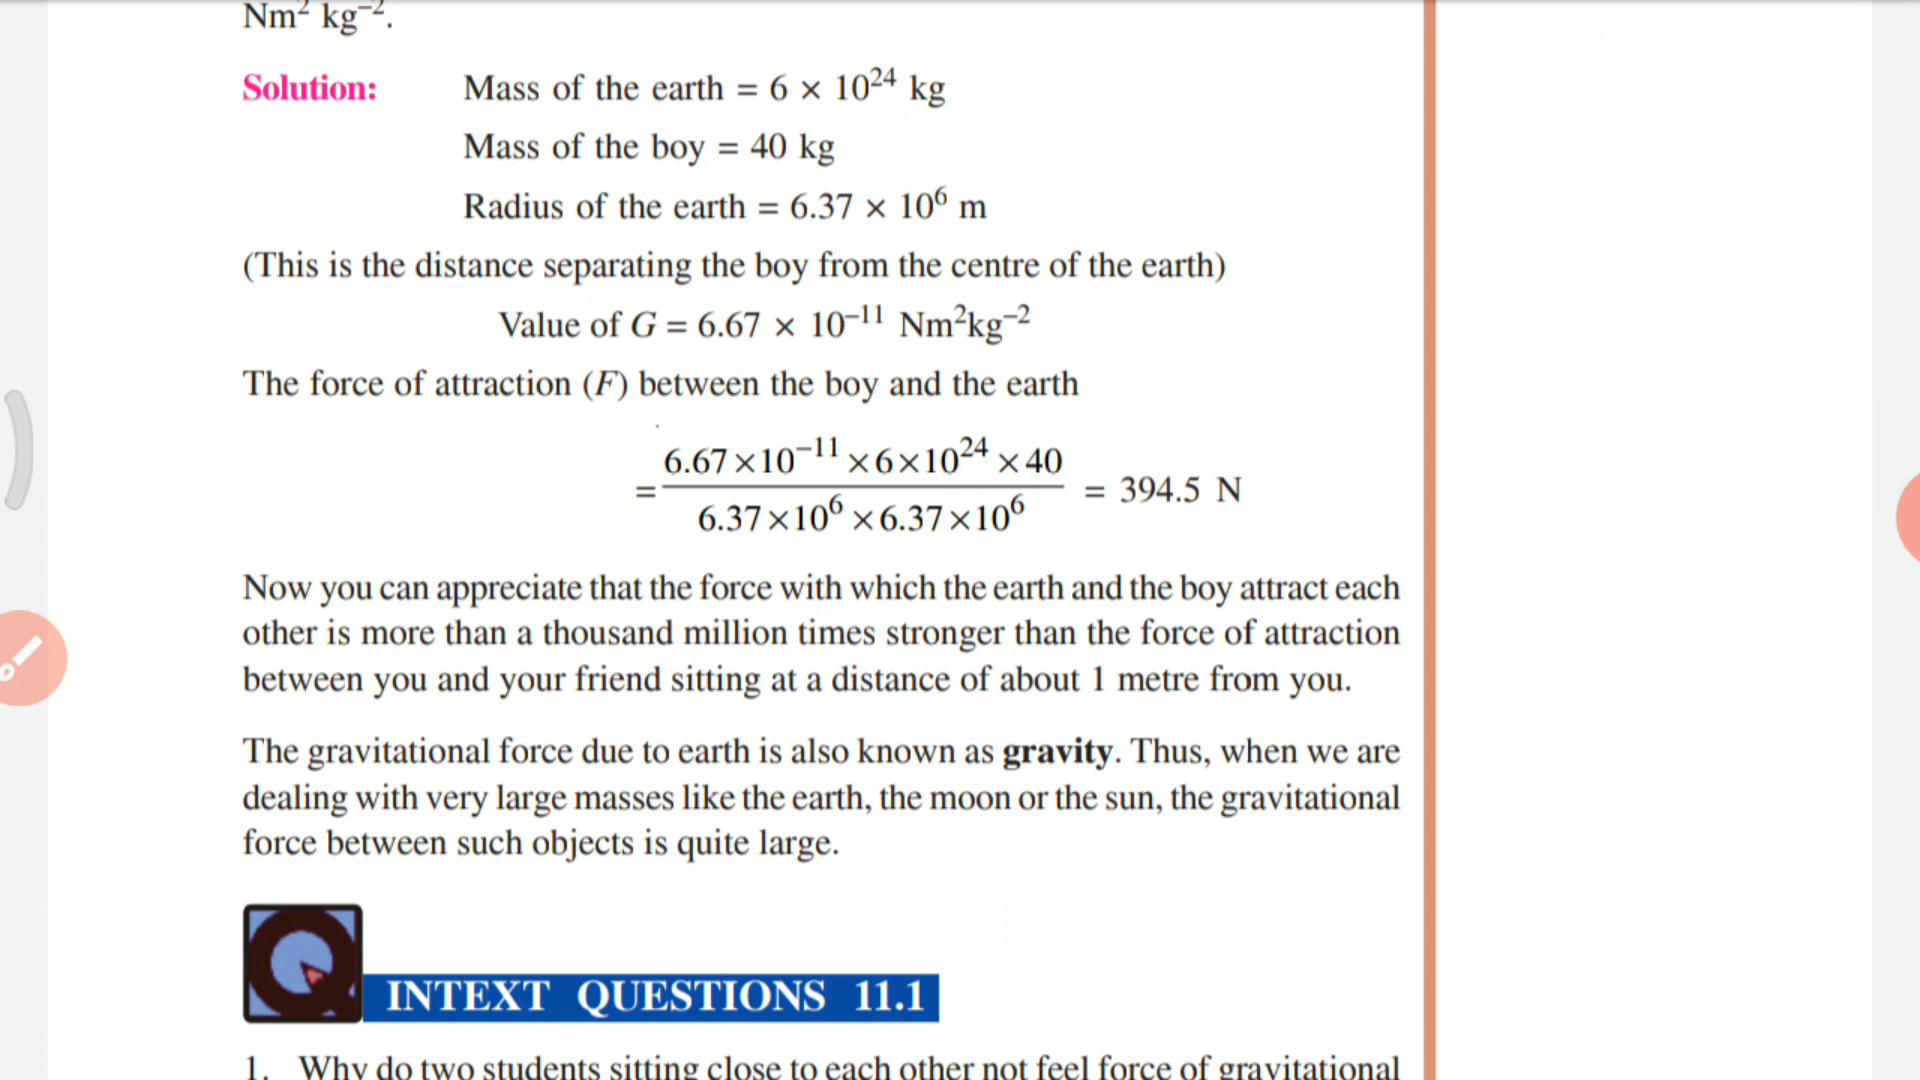 Nm² kg⁻².
Solution: Mass of the earth = 6 × 10²⁴ kg
Mass of the boy = 40 kg
Radius of the earth = 6.37 × 10⁶ m
(This is the distance separating the boy from the centre of the earth)
Value of G = 6.67 × 10⁻¹¹ Nm²kg⁻²
The force of attraction (F) between the boy and the earth
6.67×10⁻¹¹×6×10²⁴×40
= = 394.5 N
6.37×10⁶×6.37×10⁶
Now you can appreciate that the force with which the earth and the boy attract each
other is more than a thousand million times stronger than the force of attraction
between you and your friend sitting at a distance of about 1 metre from you.
The gravitational force due to earth is also known as gravity. Thus, when we are
dealing with very large masses like the earth, the moon or the sun, the gravitational
force between such objects is quite large.
INTEXT QUESTIONS 11.1
1. Why do two students sitting close to each other not feel force of gravitational